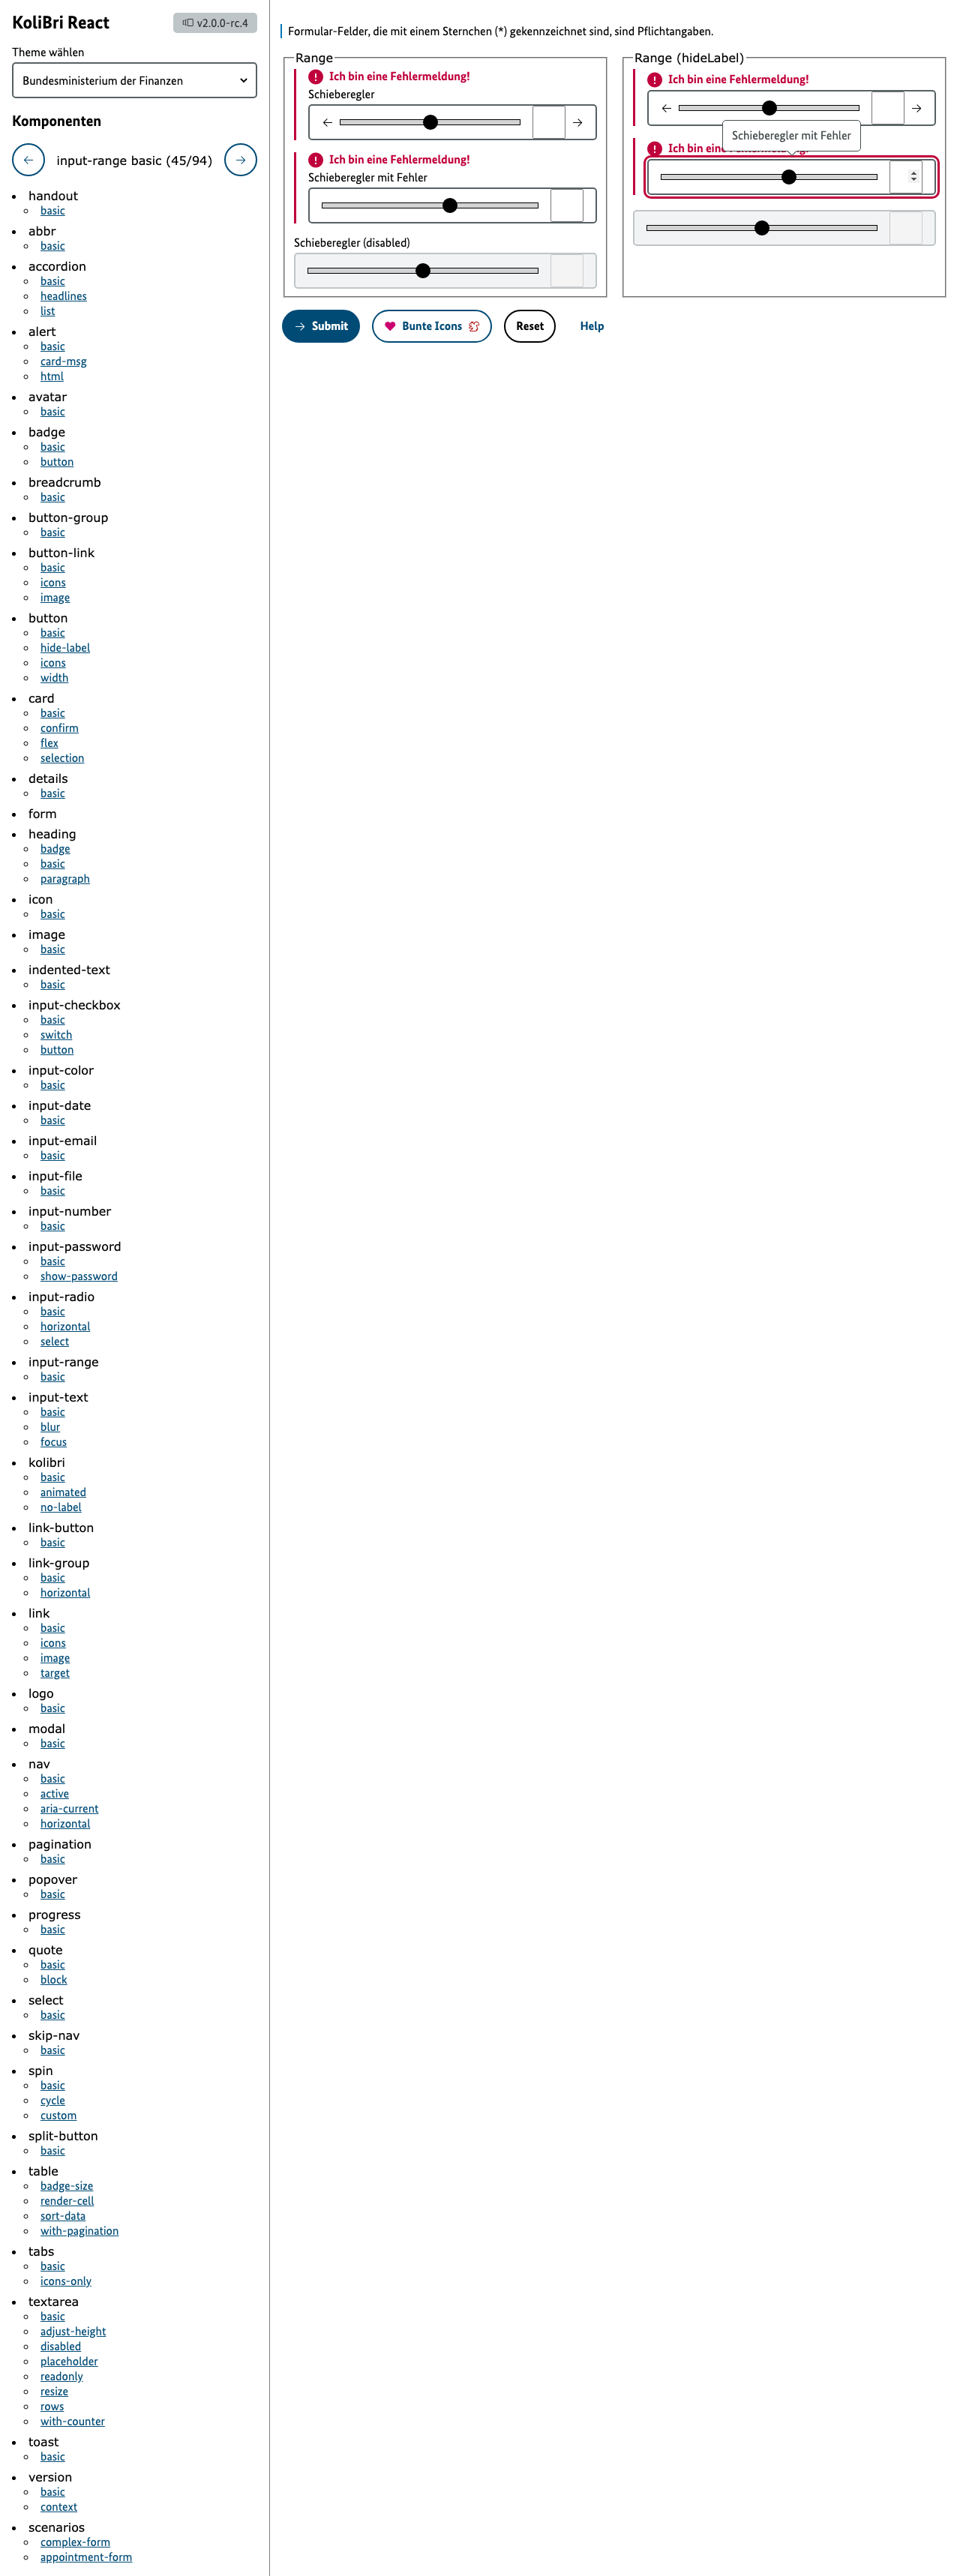 KoliBri React
v2.0.0-rc.4
Theme wählen
Bundesministerium der Finanzen
Komponenten
input-range basic (45/94)
handout
basic
abbr
basic
accordion
basic
headlines
list
alert
basic
card-msg
html
avatar
basic
badge
basic
button
breadcrumb
basic
button-group
basic
button-link
basic
icons
image
button
basic
hide-label
icons
width
card
basic
confirm
flex
selection
details
basic
form
heading
badge
basic
paragraph
icon
basic
image
basic
indented-text
basic
input-checkbox
basic
switch
button
input-color
basic
input-date
basic
input-email
basic
input-file
basic
input-number
basic
input-password
basic
show-password
input-radio
basic
horizontal
select
input-range
basic
input-text
basic
blur
focus
kolibri
basic
animated
no-label
link-button
basic
link-group
basic
horizontal
link
basic
icons
image
target
logo
basic
modal
basic
nav
basic
active
aria-current
horizontal
pagination
basic
popover
basic
progress
basic
quote
basic
block
select
basic
skip-nav
basic
spin
basic
cycle
custom
split-button
basic
table
badge-size
render-cell
sort-data
with-pagination
tabs
basic
icons-only
textarea
basic
adjust-height
disabled
placeholder
readonly
resize
rows
with-counter
toast
basic
version
basic
context
scenarios
complex-form
appointment-form
Formular-Felder, die mit einem Sternchen (*) gekennzeichnet sind, sind Pflichtangaben.
Range
Ich bin eine Fehlermeldung!
Schieberegler
Ich bin eine Fehlermeldung!
Schieberegler mit Fehler
Schieberegler (disabled)
Range (hideLabel)
Ich bin eine Fehlermeldung!
Schieberegler mit Fehler
Ich bin eine
Submit
Bunte Icons
Reset
Help